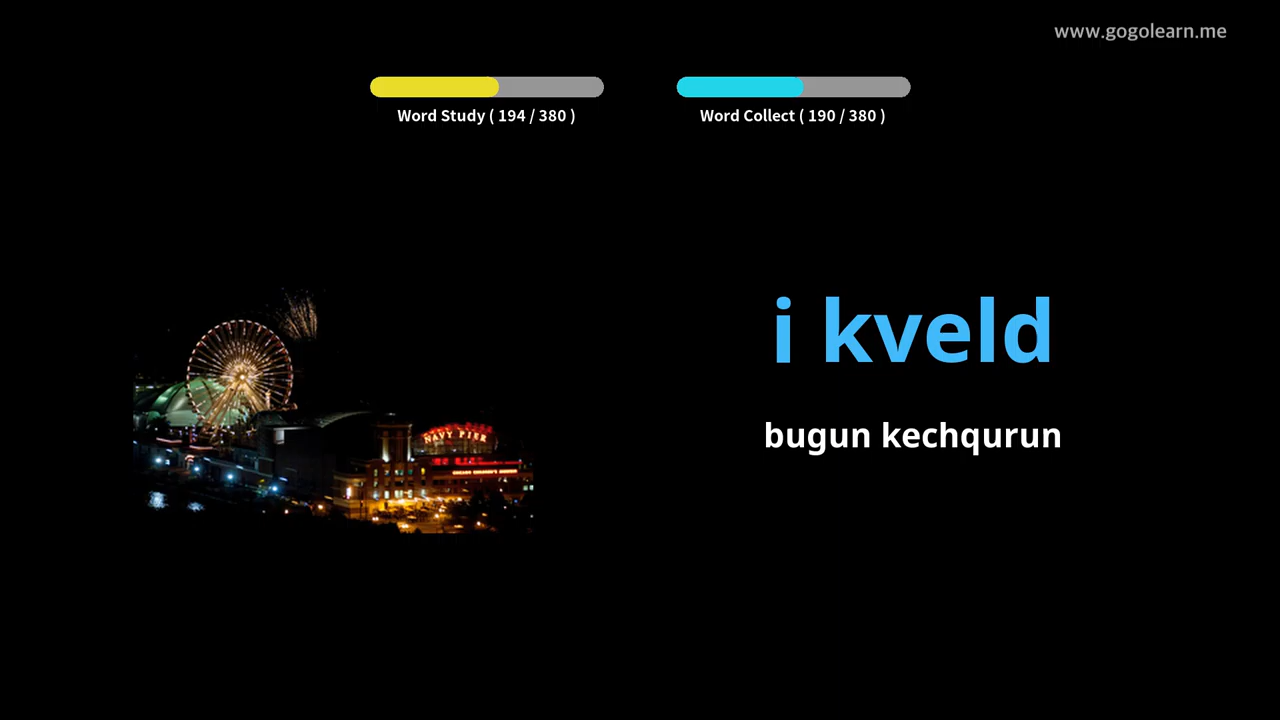 www.gogolearn.me
Word Study ( 194 / 380 )
Word Collect ( 190 / 380 )
i kveld
bugun kechqurun
NAVY PIER